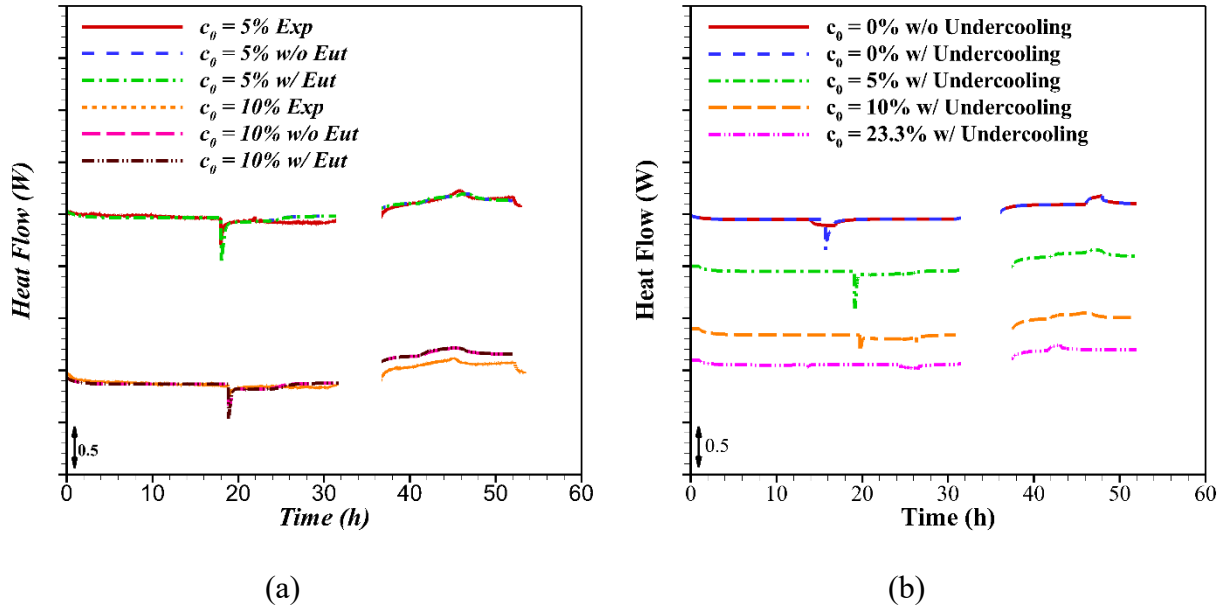 c₀ = 5% Exp
c₀ = 5% w/o Eut
c₀ = 5% w/ Eut
c₀ = 10% Exp
c₀ = 10% w/o Eut
c₀ = 10% w/ Eut
Heat Flow (W)
0.5
0 10 20 30 40 50 60
Time (h)
(a)
c₀ = 0% w/o Undercooling
c₀ = 0% w/ Undercooling
c₀ = 5% w/ Undercooling
c₀ = 10% w/ Undercooling
c₀ = 23.3% w/ Undercooling
Heat Flow (W)
0.5
0 10 20 30 40 50 60
Time (h)
(b)